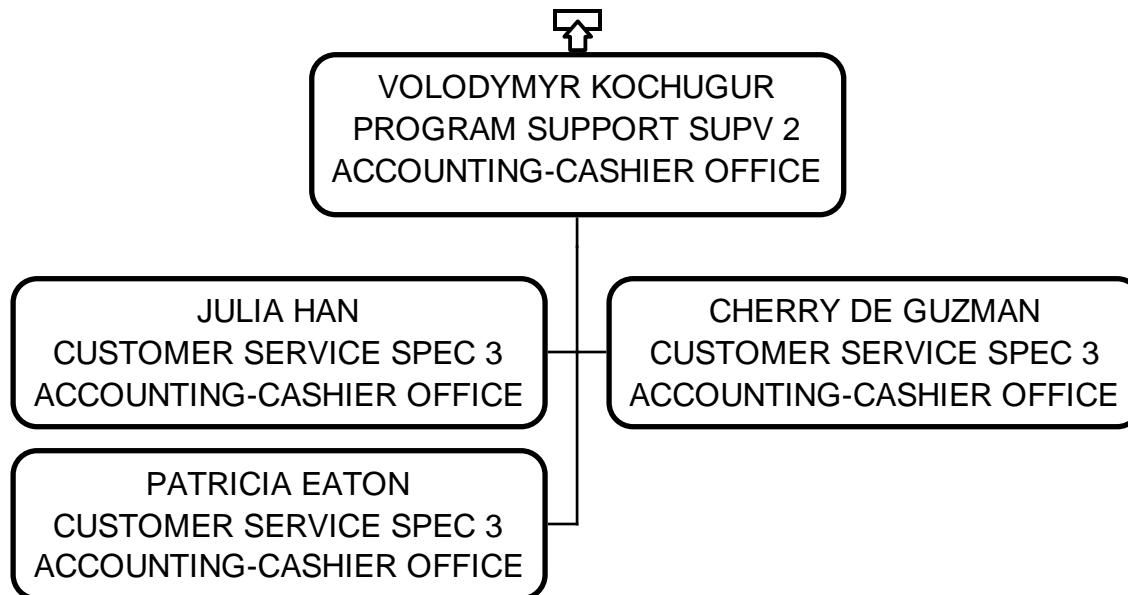 VOLODYMYR KOCHUGUR
PROGRAM SUPPORT SUPV 2
ACCOUNTING-CASHIER OFFICE
JULIA HAN
CUSTOMER SERVICE SPEC 3
ACCOUNTING-CASHIER OFFICE
CHERRY DE GUZMAN
CUSTOMER SERVICE SPEC 3
ACCOUNTING-CASHIER OFFICE
PATRICIA EATON
CUSTOMER SERVICE SPEC 3
ACCOUNTING-CASHIER OFFICE